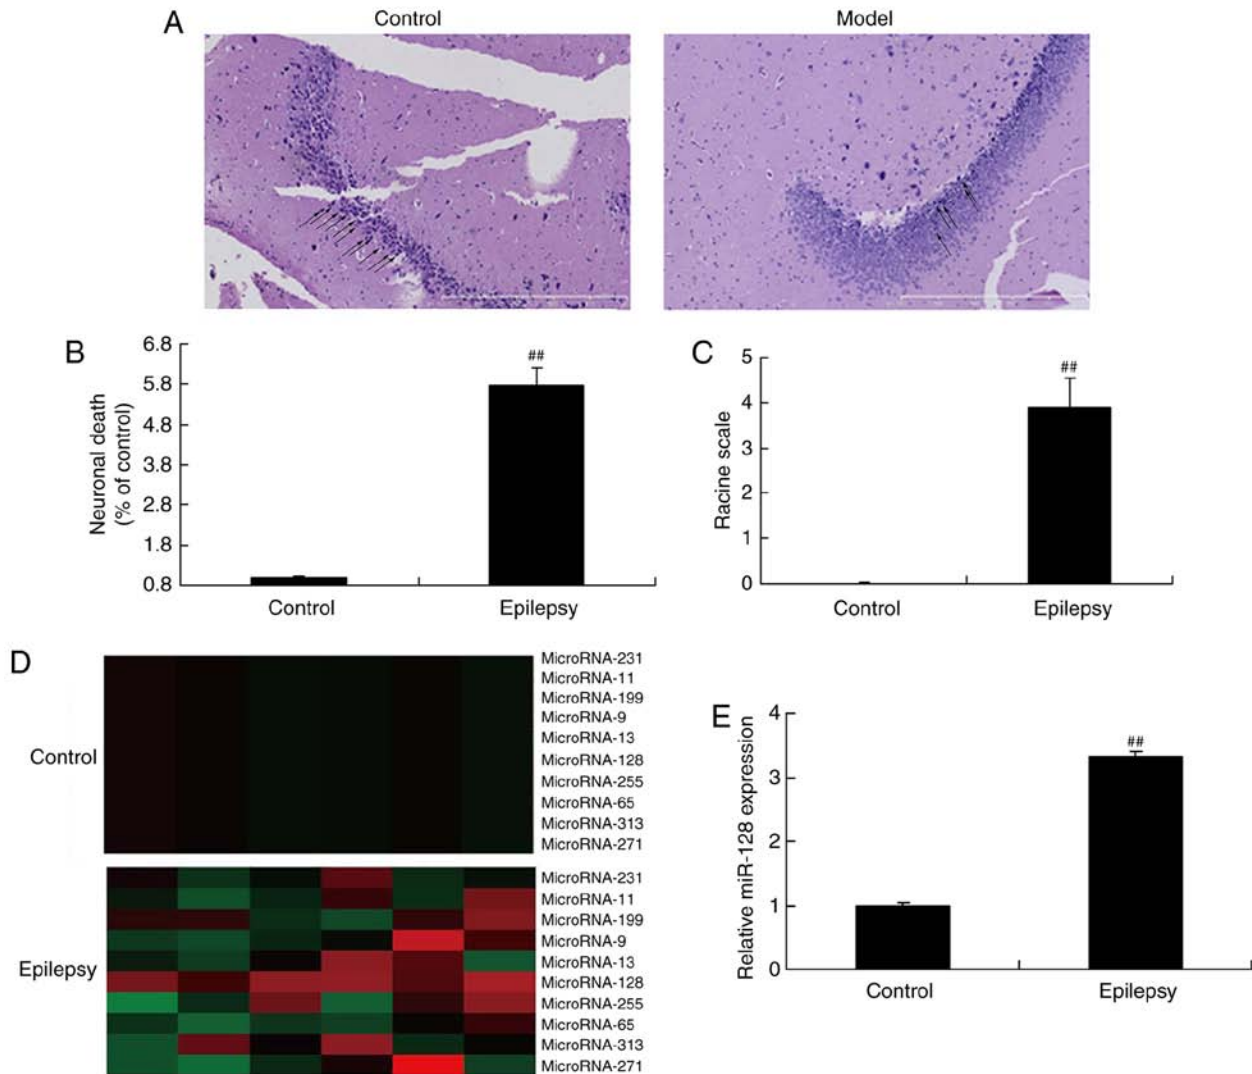 A
Control
Model
B
Neuronal death
(% of control)
6.8
5.8
4.8
3.8
2.8
1.8
0.8
##
Control
Epilepsy
C
Racine scale
5
4
3
2
1
0
##
Control
Epilepsy
D
Control
MicroRNA-231
MicroRNA-11
MicroRNA-199
MicroRNA-9
MicroRNA-13
MicroRNA-128
MicroRNA-255
MicroRNA-65
MicroRNA-313
MicroRNA-271
Epilepsy
MicroRNA-231
MicroRNA-11
MicroRNA-199
MicroRNA-9
MicroRNA-13
MicroRNA-128
MicroRNA-255
MicroRNA-65
MicroRNA-313
MicroRNA-271
E
Relative miR-128 expression
4
3
2
1
0
##
Control
Epilepsy